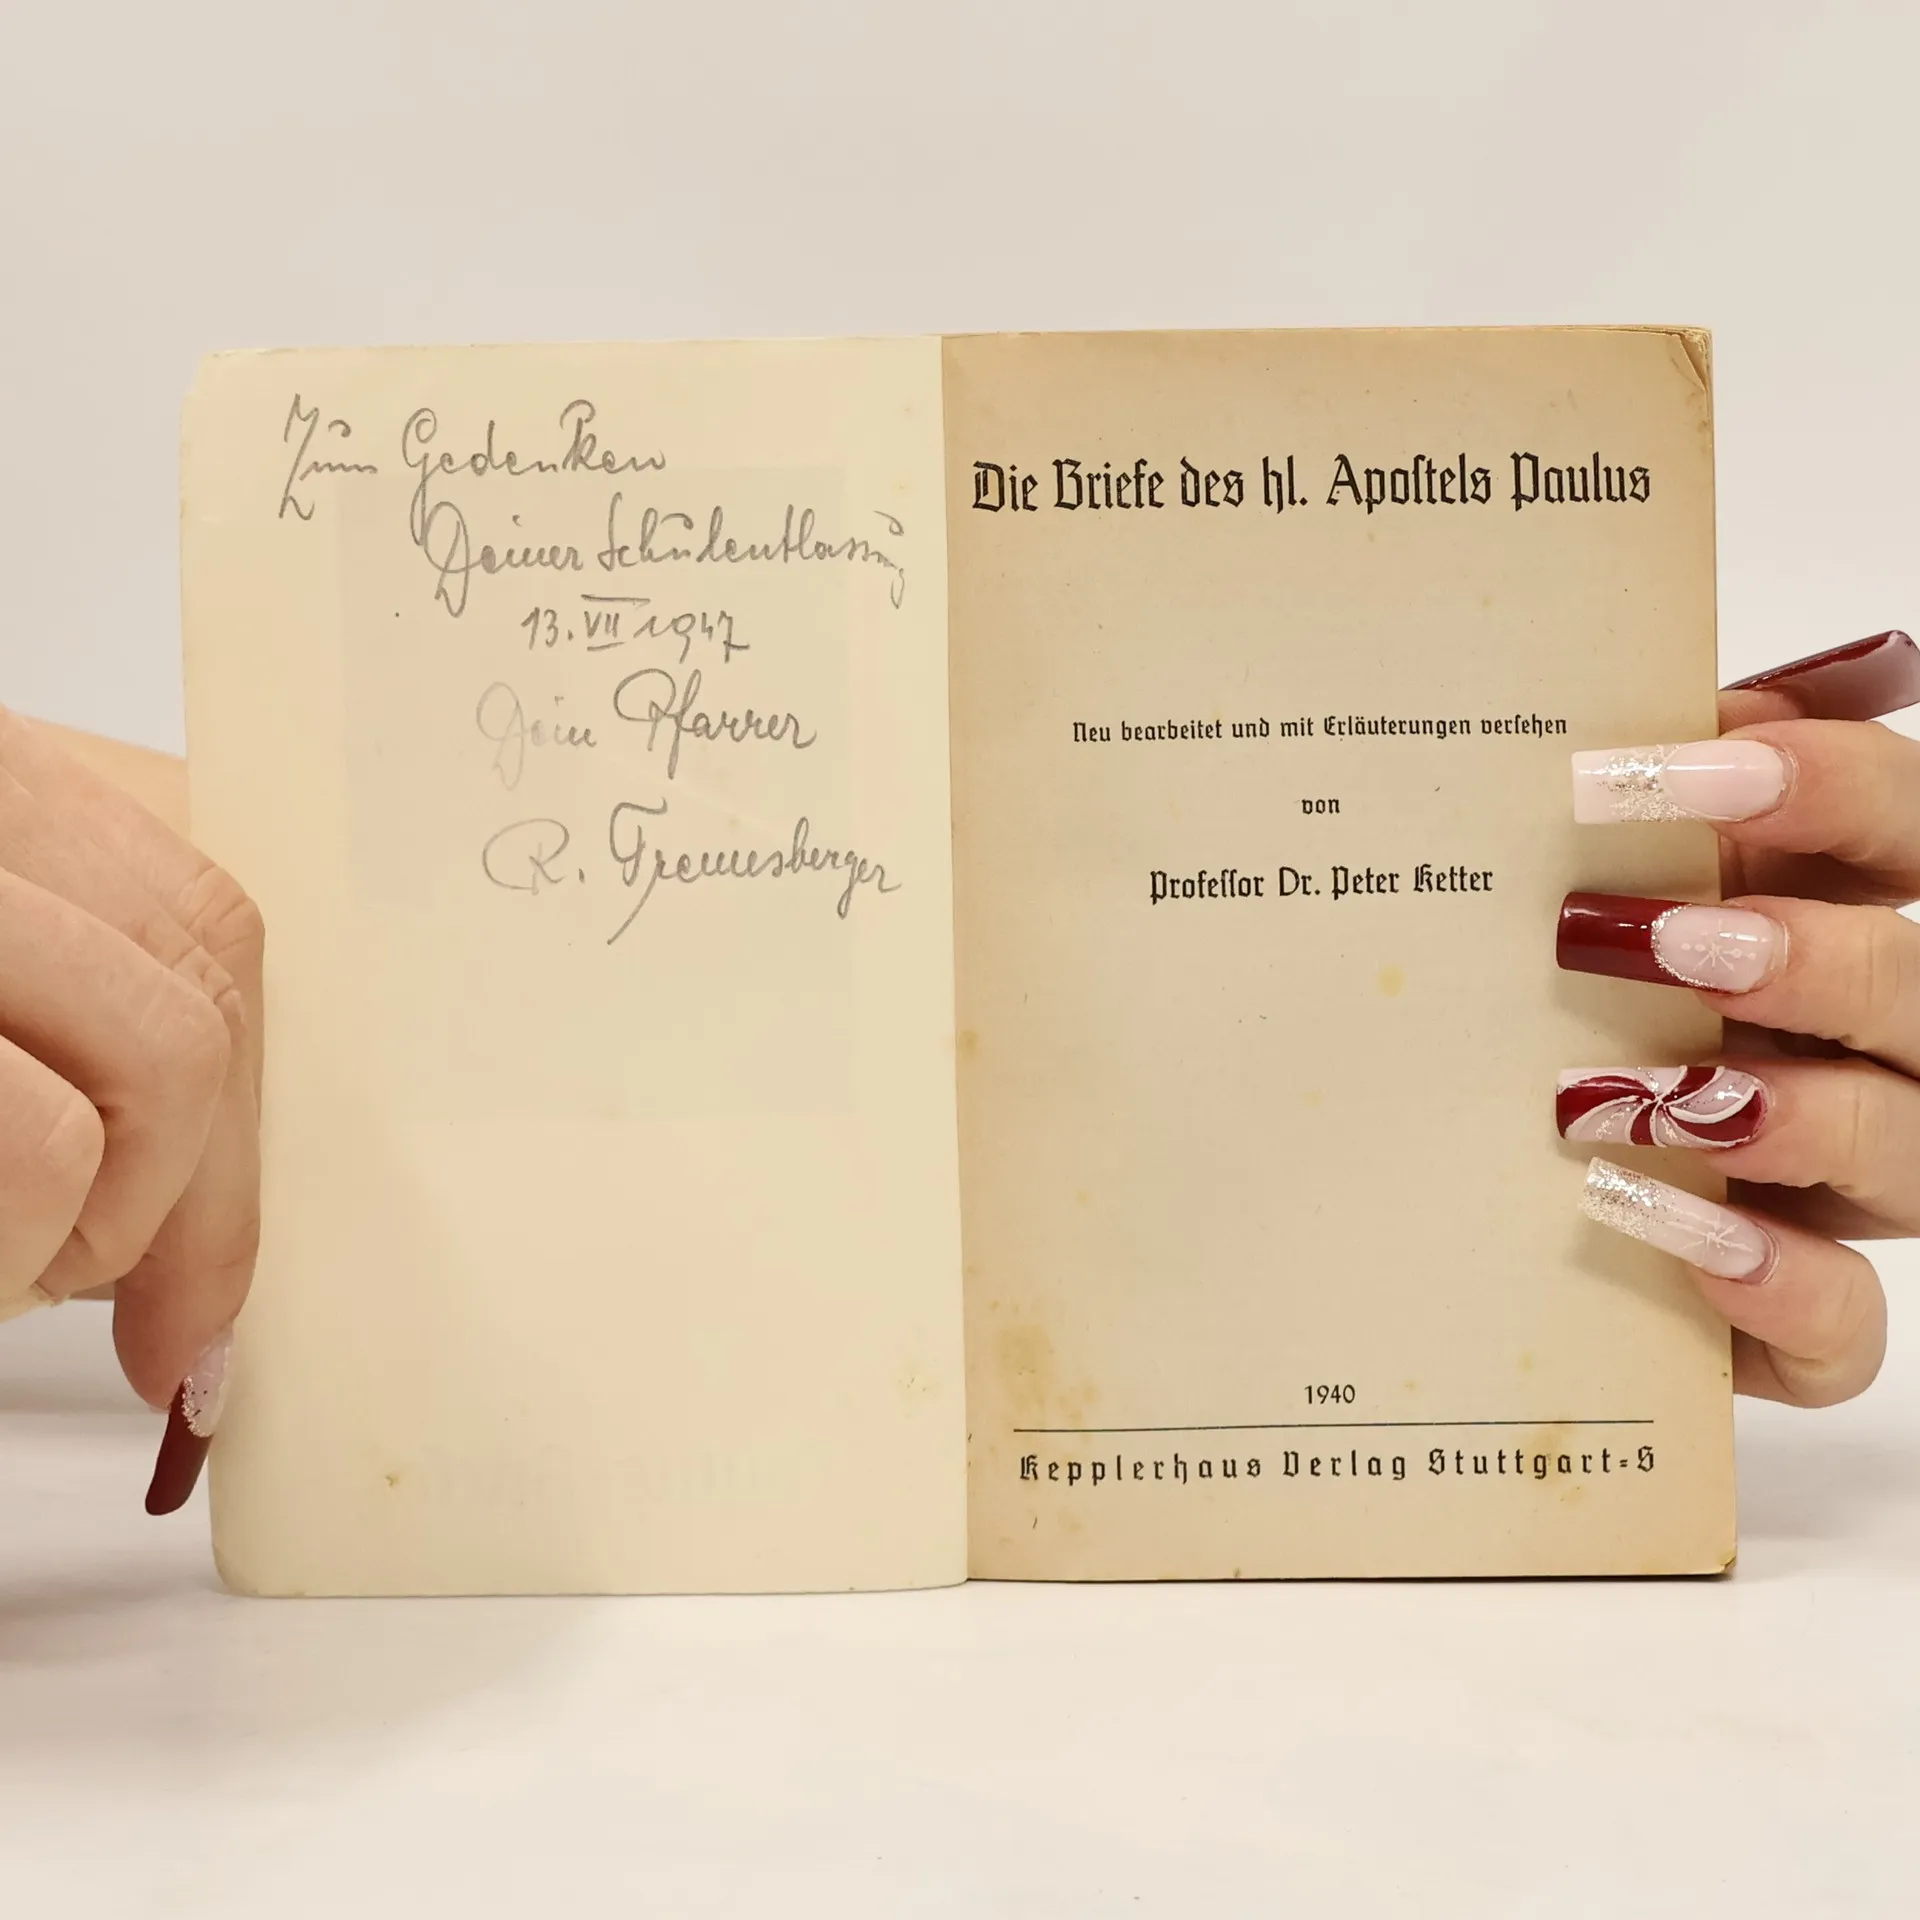 Zum Gedenken
Deiner Schulentlassung
13. VII 1947
Dein Pfarrer
R.
Die Briefe des hl. Apoſtels Paulus
Neu bearbeitet und mit Erläuterungen verſehen
von
Profeſſor Dr. Peter Ketter
1940
Kepplerhaus Verlag Stuttgart=S